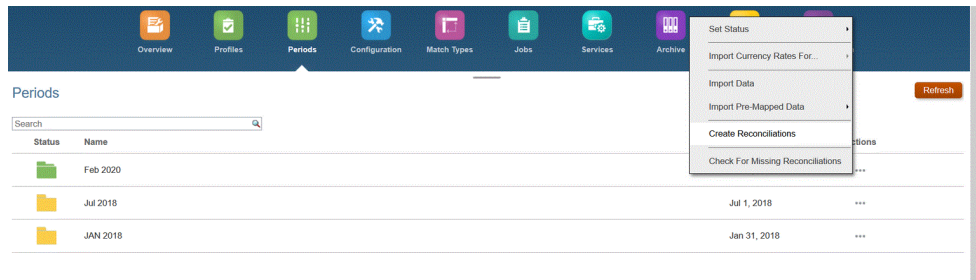 Overview
Profiles
Periods
Configuration
Match Types
Jobs
Services
Archive
Set Status
Import Currency Rates For...
Import Data
Import Pre-Mapped Data
Create Reconciliations
Check For Missing Reconciliations
Periods
Refresh
Search
Status Name ctions
Feb 2020 •••
Jul 2018 Jul 1, 2018 •••
JAN 2018 Jan 31, 2018 •••